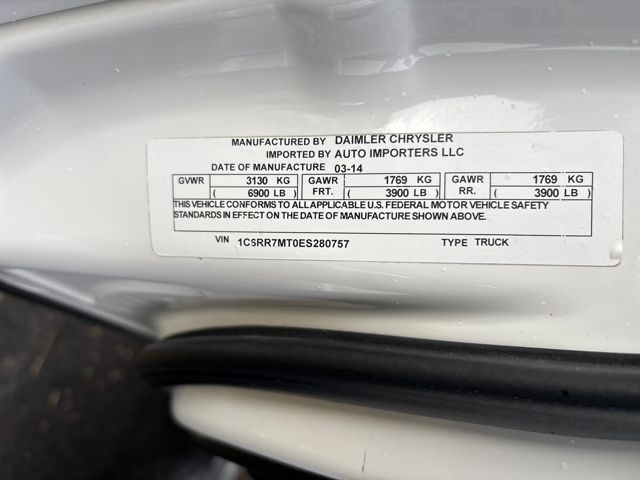 MANUFACTURED BY DAIMLER CHRYSLER
IMPORTED BY AUTO IMPORTERS LLC
DATE OF MANUFACTURE 03-14
GVWR 3130 KG GAWR 1769 KG GAWR 1769 KG
( 6900 LB ) FRT. ( 3900 LB ) RR. ( 3900 LB )
THIS VEHICLE CONFORMS TO ALL APPLICABLE U.S. FEDERAL MOTOR VEHICLE SAFETY
STANDARDS IN EFFECT ON THE DATE OF MANUFACTURE SHOWN ABOVE.
VIN 1C6RR7MT0ES280757 TYPE TRUCK